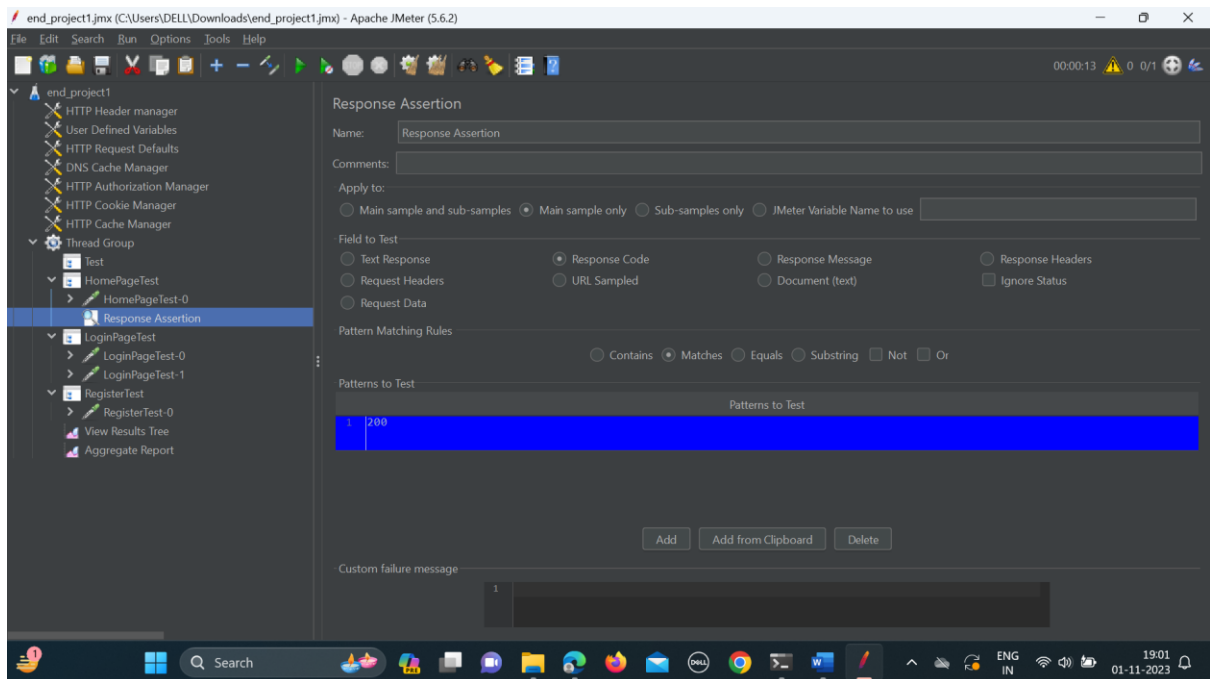 end_project1.jmx (C:\Users\DELL\Downloads\end_project1.jmx) - Apache JMeter (5.6.2)
File Edit Search Run Options Tools Help
00:00:13 0 0/1
end_project1
HTTP Header manager
User Defined Variables
HTTP Request Defaults
DNS Cache Manager
HTTP Authorization Manager
HTTP Cookie Manager
HTTP Cache Manager
Thread Group
Test
HomePageTest
HomePageTest-0
Response Assertion
LoginPageTest
LoginPageTest-0
LoginPageTest-1
RegisterTest
RegisterTest-0
View Results Tree
Aggregate Report
Response Assertion
Name: Response Assertion
Comments:
Apply to:
Main sample and sub-samples Main sample only Sub-samples only JMeter Variable Name to use
Field to Test
Text Response Response Code Response Message Response Headers
Request Headers URL Sampled Document (text) Ignore Status
Request Data
Pattern Matching Rules
Contains Matches Equals Substring Not Or
Patterns to Test
Patterns to Test
1 200
Add Add from Clipboard Delete
Custom failure message
1
1 Search PRE DELL W ENG 19:01
IN 01-11-2023